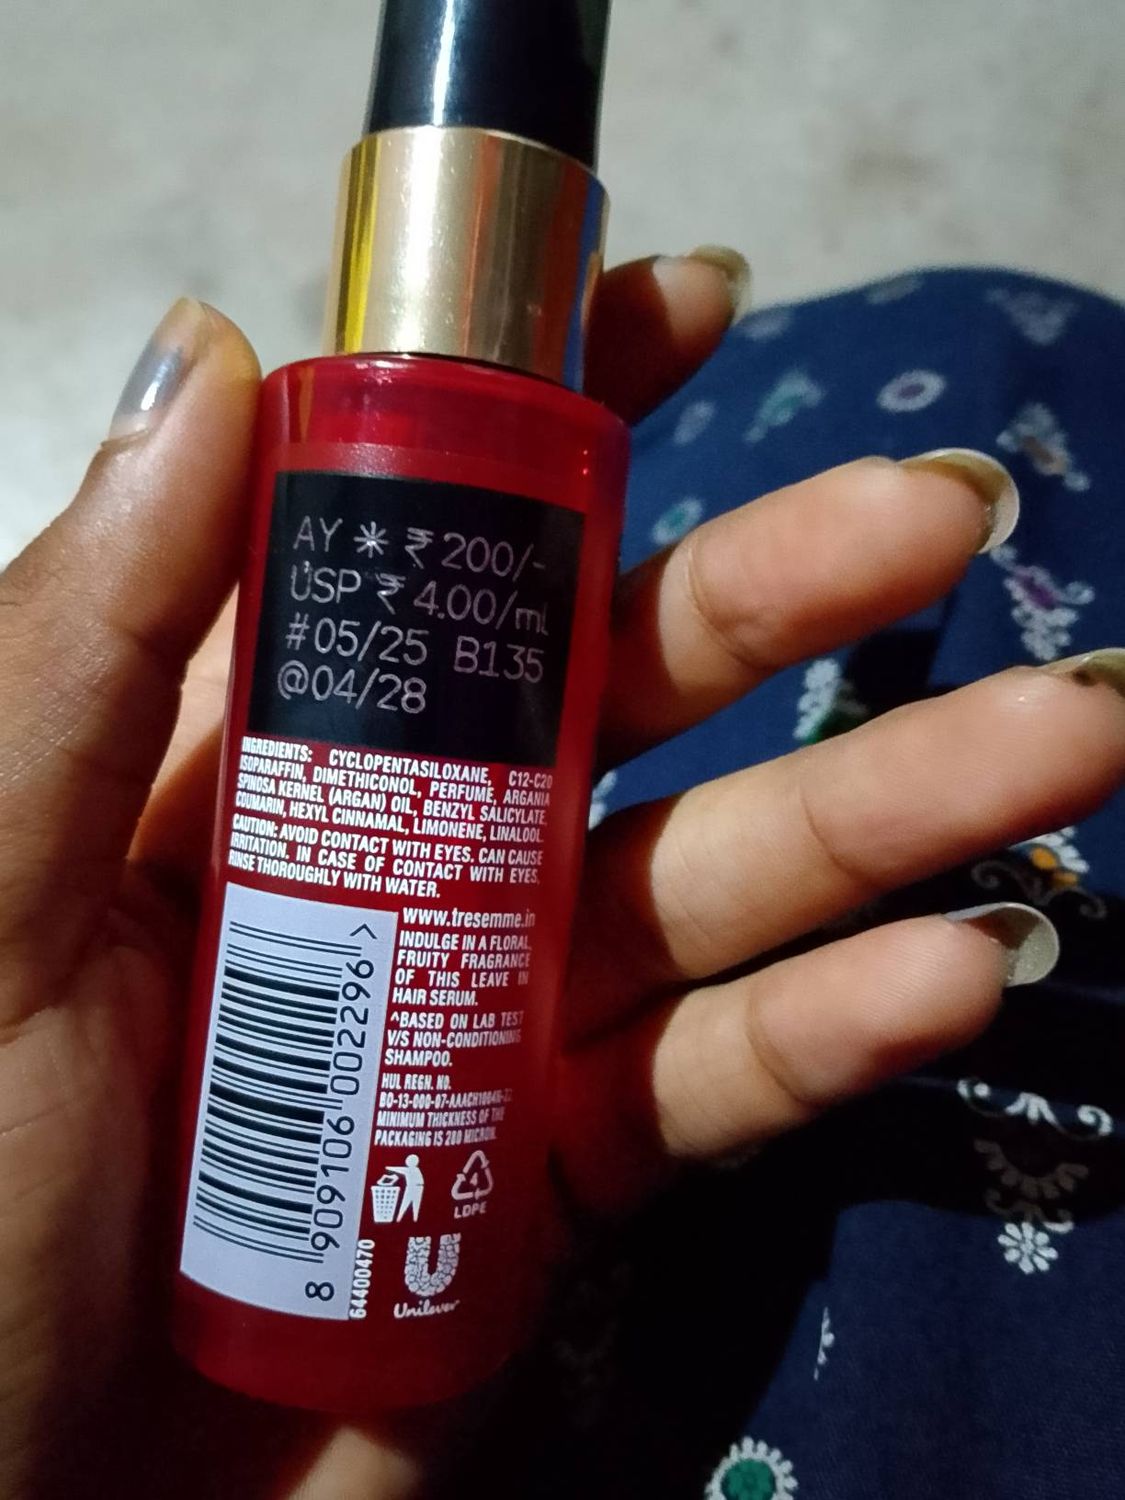 AY * ₹ 200/-
USP ₹ 4.00/ml
#05/25 B135
@04/28
INGREDIENTS: CYCLOPENTASILOXANE, C12-C20
ISOPARAFFIN, DIMETHICONOL, PERFUME, ARGANIA
SPINOSA KERNEL (ARGAN) OIL, BENZYL SALICYLATE,
COUMARIN, HEXYL CINNAMAL, LIMONENE, LINALOOL.
CAUTION: AVOID CONTACT WITH EYES. CAN CAUSE
IRRITATION. IN CASE OF CONTACT WITH EYES,
RINSE THOROUGHLY WITH WATER.
www.tresemme.in
INDULGE IN A FLORAL,
FRUITY FRAGRANCE
OF THIS LEAVE IN
HAIR SERUM.
^BASED ON LAB TEST
V/S NON-CONDITIONING
SHAMPOO.
HUL REGN. NO.
MINIMUM THICKNESS OF THE
PACKAGING IS 280 MICRON.
4
LDPE
8 909106 002296 >
64400470
U
Unilever